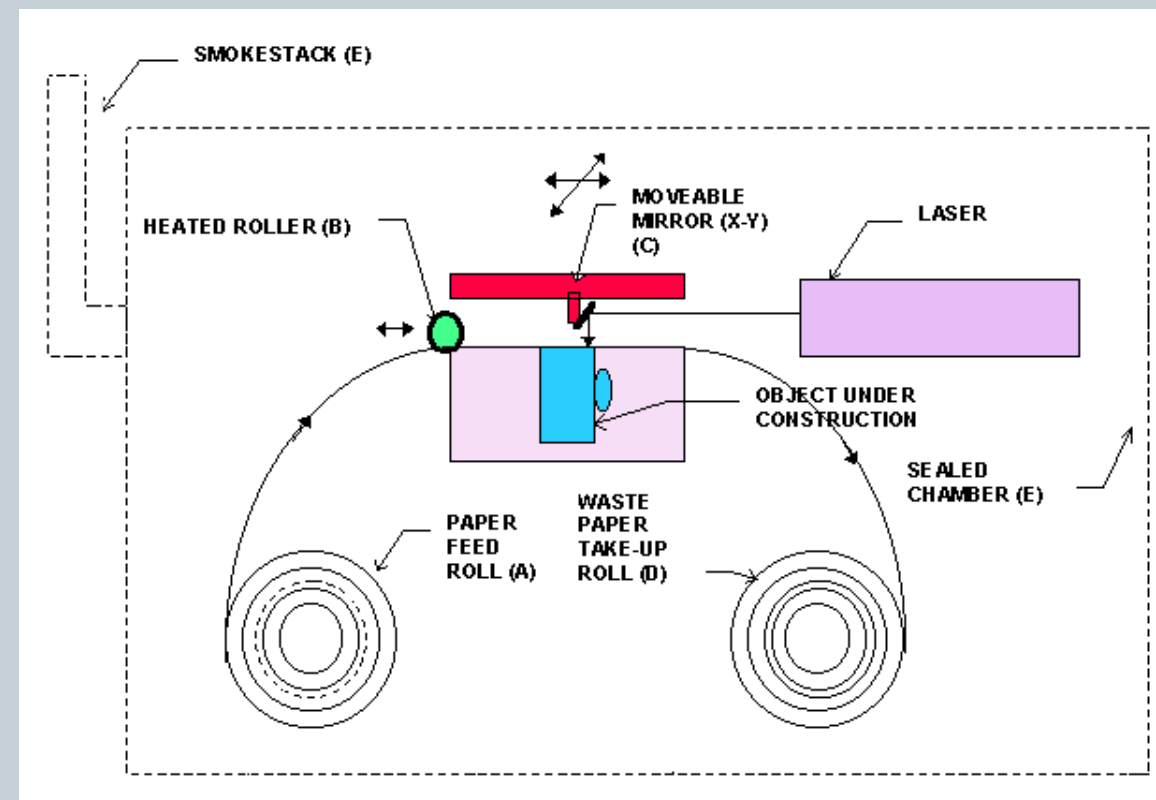 SMOKESTACK (E)
HEATED ROLLER (B)
MOVEABLE
MIRROR (X-Y)
(C)
LASER
OBJECT UNDER
CONSTRUCTION
SEALED
CHAMBER (E)
PAPER
FEED
ROLL (A)
WASTE
PAPER
TAKE-UP
ROLL (D)